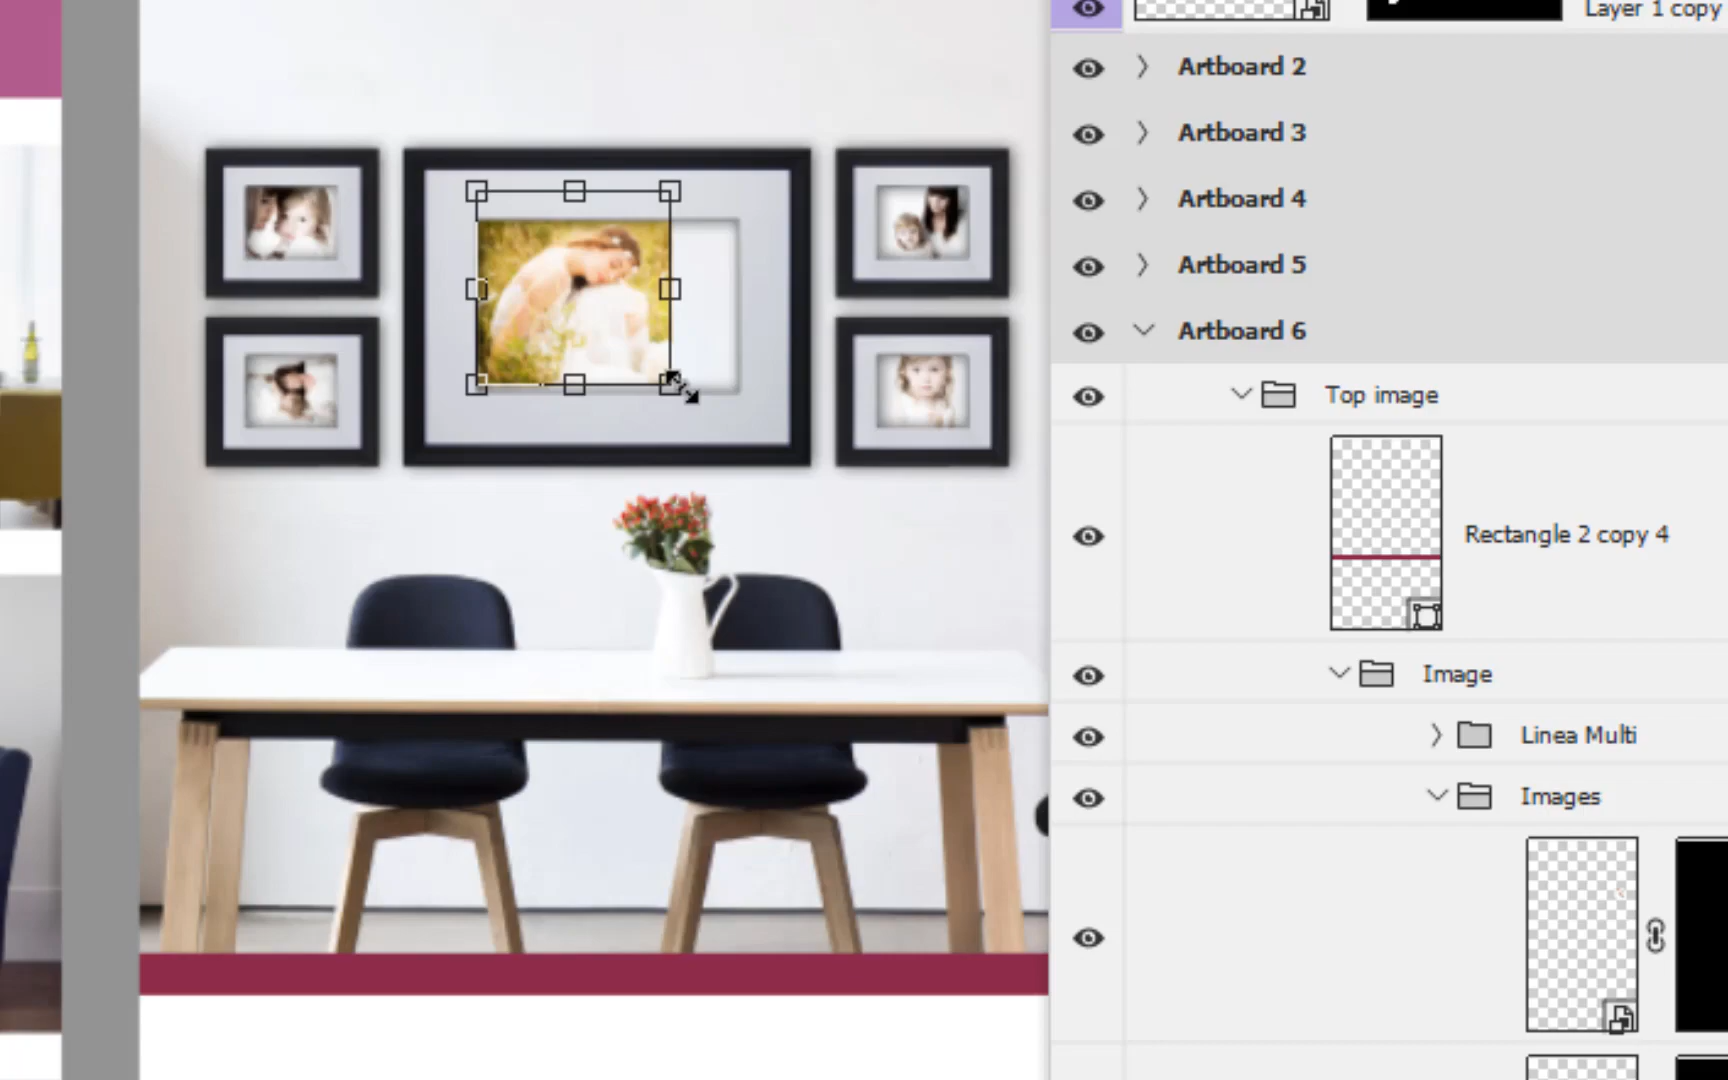 Layer 1 copy
Artboard 2
Artboard 3
Artboard 4
Artboard 5
Artboard 6
Top image
Rectangle 2 copy 4
Image
Linea Multi
Images